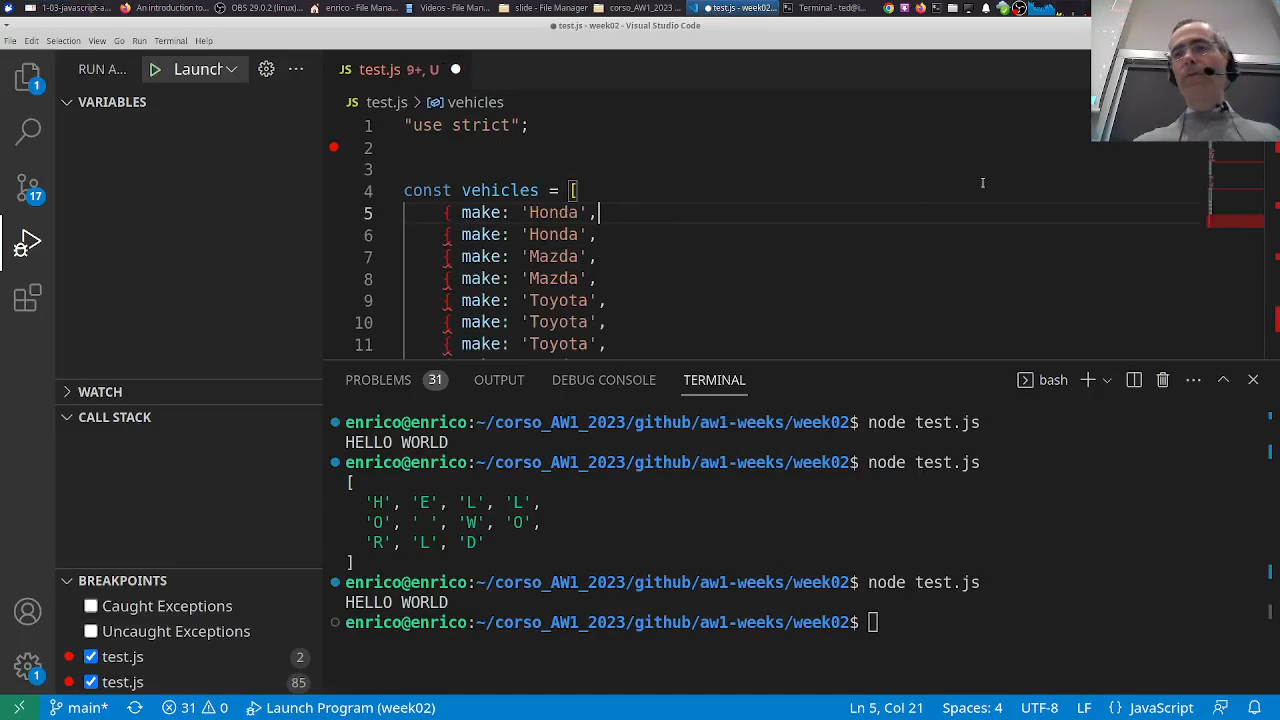 1-03-javascript-...
An introduction to ...
OBS 29.0.2 (linux)...
enrico - File Manager
Video - File Manager
slide - File Manager
corso_AW1_2023 ...
test.js - week02...
Terminal - ted@...
test.js - week02 - Visual Studio Code
File Edit Selection View Go Run Terminal Help
RUN A... Launch
test.js 9+, U
VARIABLES
test.js > vehicles
1 "use strict";
2
3
4 const vehicles = [
5 { make: 'Honda',
6 { make: 'Honda',
7 { make: 'Mazda',
8 { make: 'Mazda',
9 { make: 'Toyota',
10 { make: 'Toyota',
11 { make: 'Toyota',
1
17
WATCH
CALL STACK
BREAKPOINTS
Caught Exceptions
Uncaught Exceptions
test.js 2
test.js 85
1
PROBLEMS 31 OUTPUT DEBUG CONSOLE TERMINAL bash
enrico@enrico:~/corso_AW1_2023/github/aw1-weeks/week02$ node test.js
HELLO WORLD
enrico@enrico:~/corso_AW1_2023/github/aw1-weeks/week02$ node test.js
[
'H', 'E', 'L', 'L',
'O', ' ', 'W', 'O',
'R', 'L', 'D'
]
enrico@enrico:~/corso_AW1_2023/github/aw1-weeks/week02$ node test.js
HELLO WORLD
enrico@enrico:~/corso_AW1_2023/github/aw1-weeks/week02$
main* 31 0 Launch Program (week02) Ln 5, Col 21 Spaces: 4 UTF-8 LF {} JavaScript